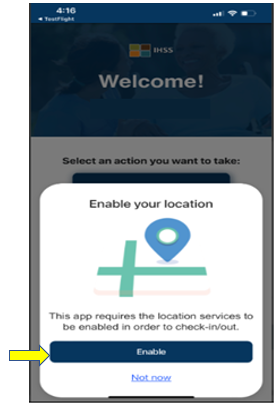 4:16
◀ TestFlight
IHSS
Welcome!
Select an action you want to take:
Enable your location
This app requires the location services to
be enabled in order to check-in/out.
Enable
Not now